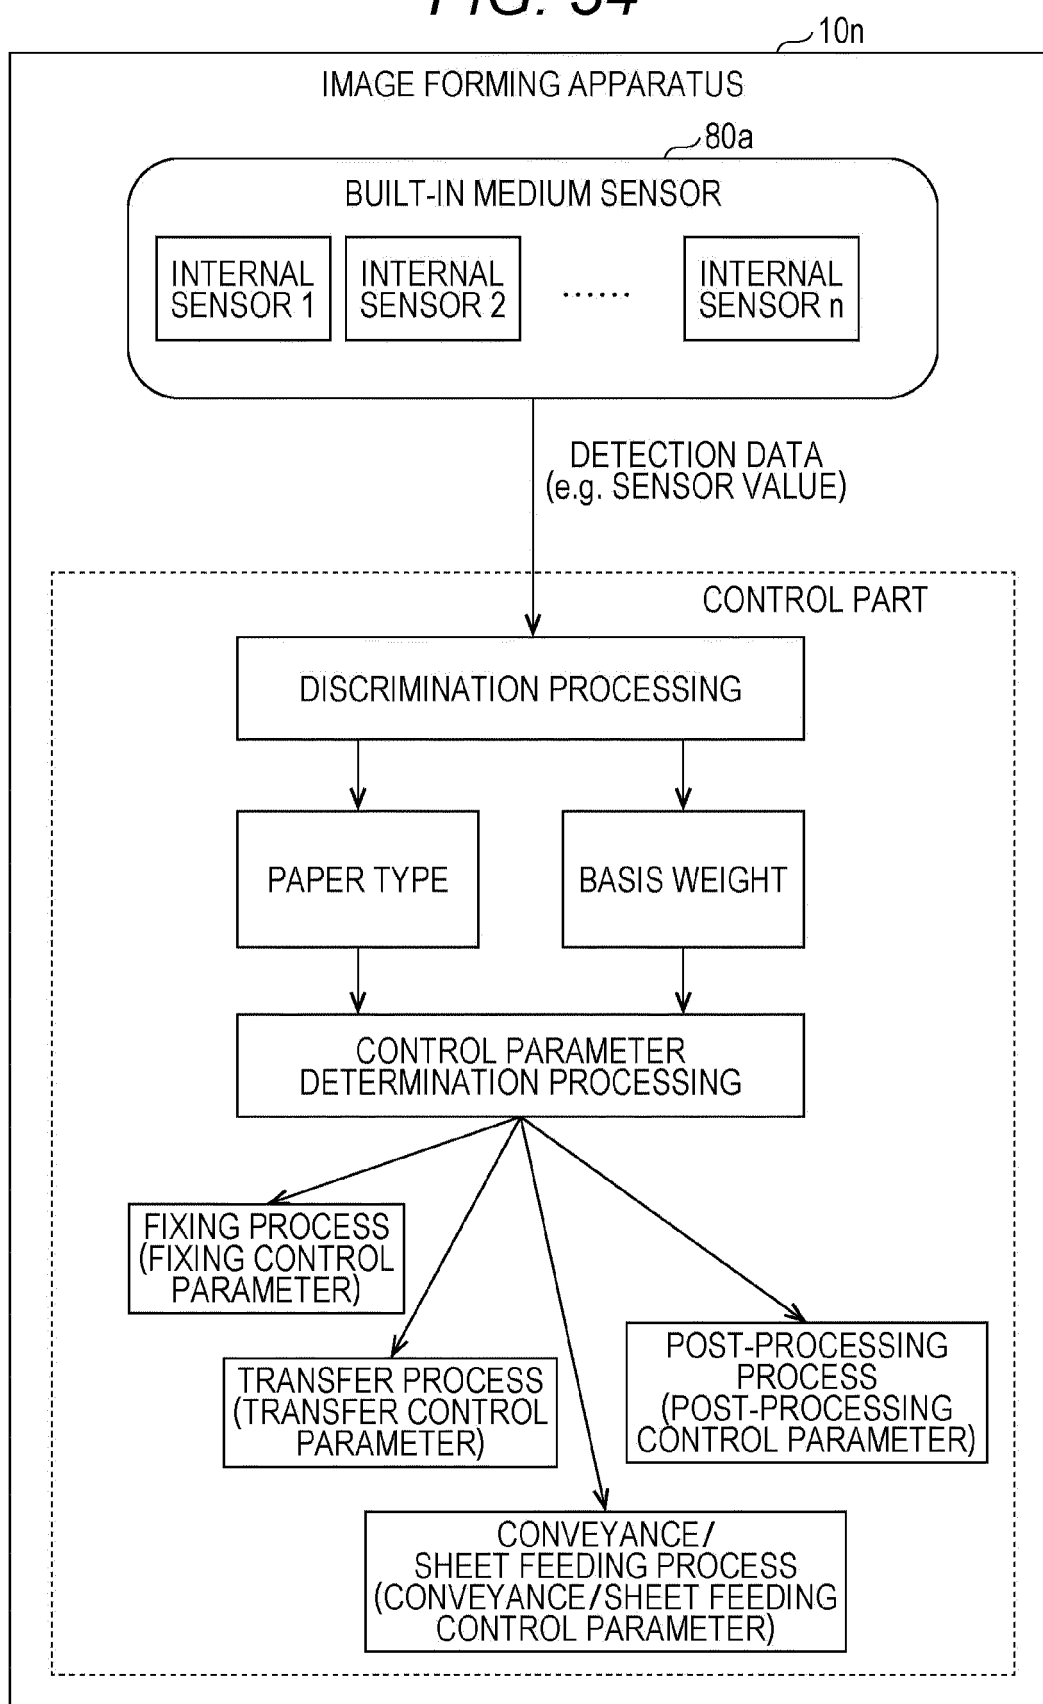 FIG. 34
10n
IMAGE FORMING APPARATUS
80a
BUILT-IN MEDIUM SENSOR
INTERNAL
SENSOR 1
INTERNAL
SENSOR 2
......
INTERNAL
SENSOR n
DETECTION DATA
(e.g. SENSOR VALUE)
CONTROL PART
DISCRIMINATION PROCESSING
PAPER TYPE
BASIS WEIGHT
CONTROL PARAMETER
DETERMINATION PROCESSING
FIXING PROCESS
(FIXING CONTROL
PARAMETER)
TRANSFER PROCESS
(TRANSFER CONTROL
PARAMETER)
POST-PROCESSING
PROCESS
(POST-PROCESSING
CONTROL PARAMETER)
CONVEYANCE/
SHEET FEEDING PROCESS
(CONVEYANCE/SHEET FEEDING
CONTROL PARAMETER)